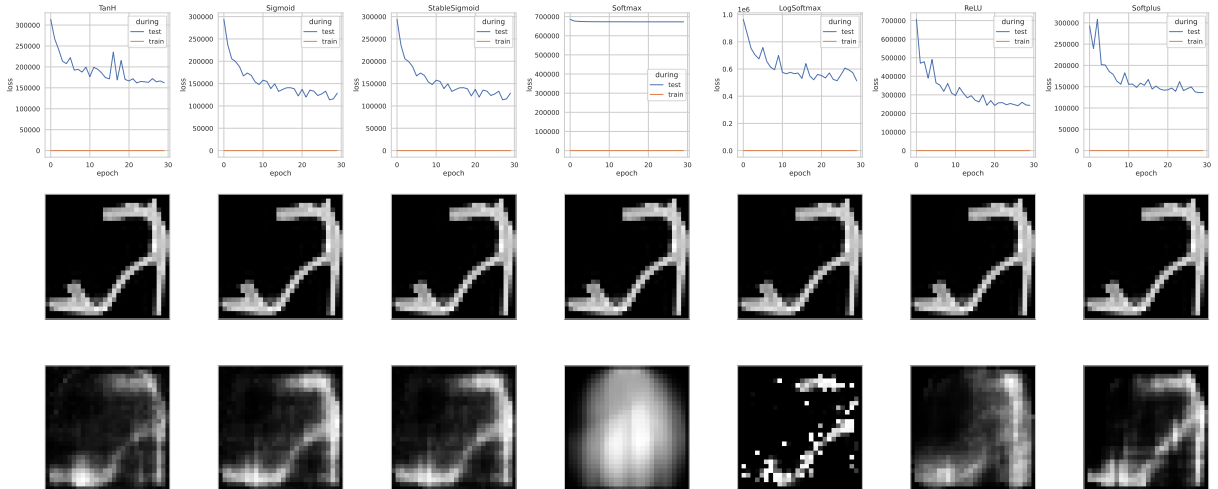 TanH
300000
250000
200000
150000
100000
50000
0
0 10 20 30
loss
epoch
during
test
train
Sigmoid
300000
250000
200000
150000
100000
50000
0
0 10 20 30
loss
epoch
during
test
train
StableSigmoid
300000
250000
200000
150000
100000
50000
0
0 10 20 30
loss
epoch
during
test
train
Softmax
700000
600000
500000
400000
300000
200000
100000
0
0 10 20 30
loss
epoch
during
test
train
LogSoftmax
1e6
1.0
0.8
0.6
0.4
0.2
0.0
0 10 20 30
loss
epoch
during
test
train
ReLU
700000
600000
500000
400000
300000
200000
100000
0
0 10 20 30
loss
epoch
during
test
train
Softplus
300000
250000
200000
150000
100000
50000
0
0 10 20 30
loss
epoch
during
test
train